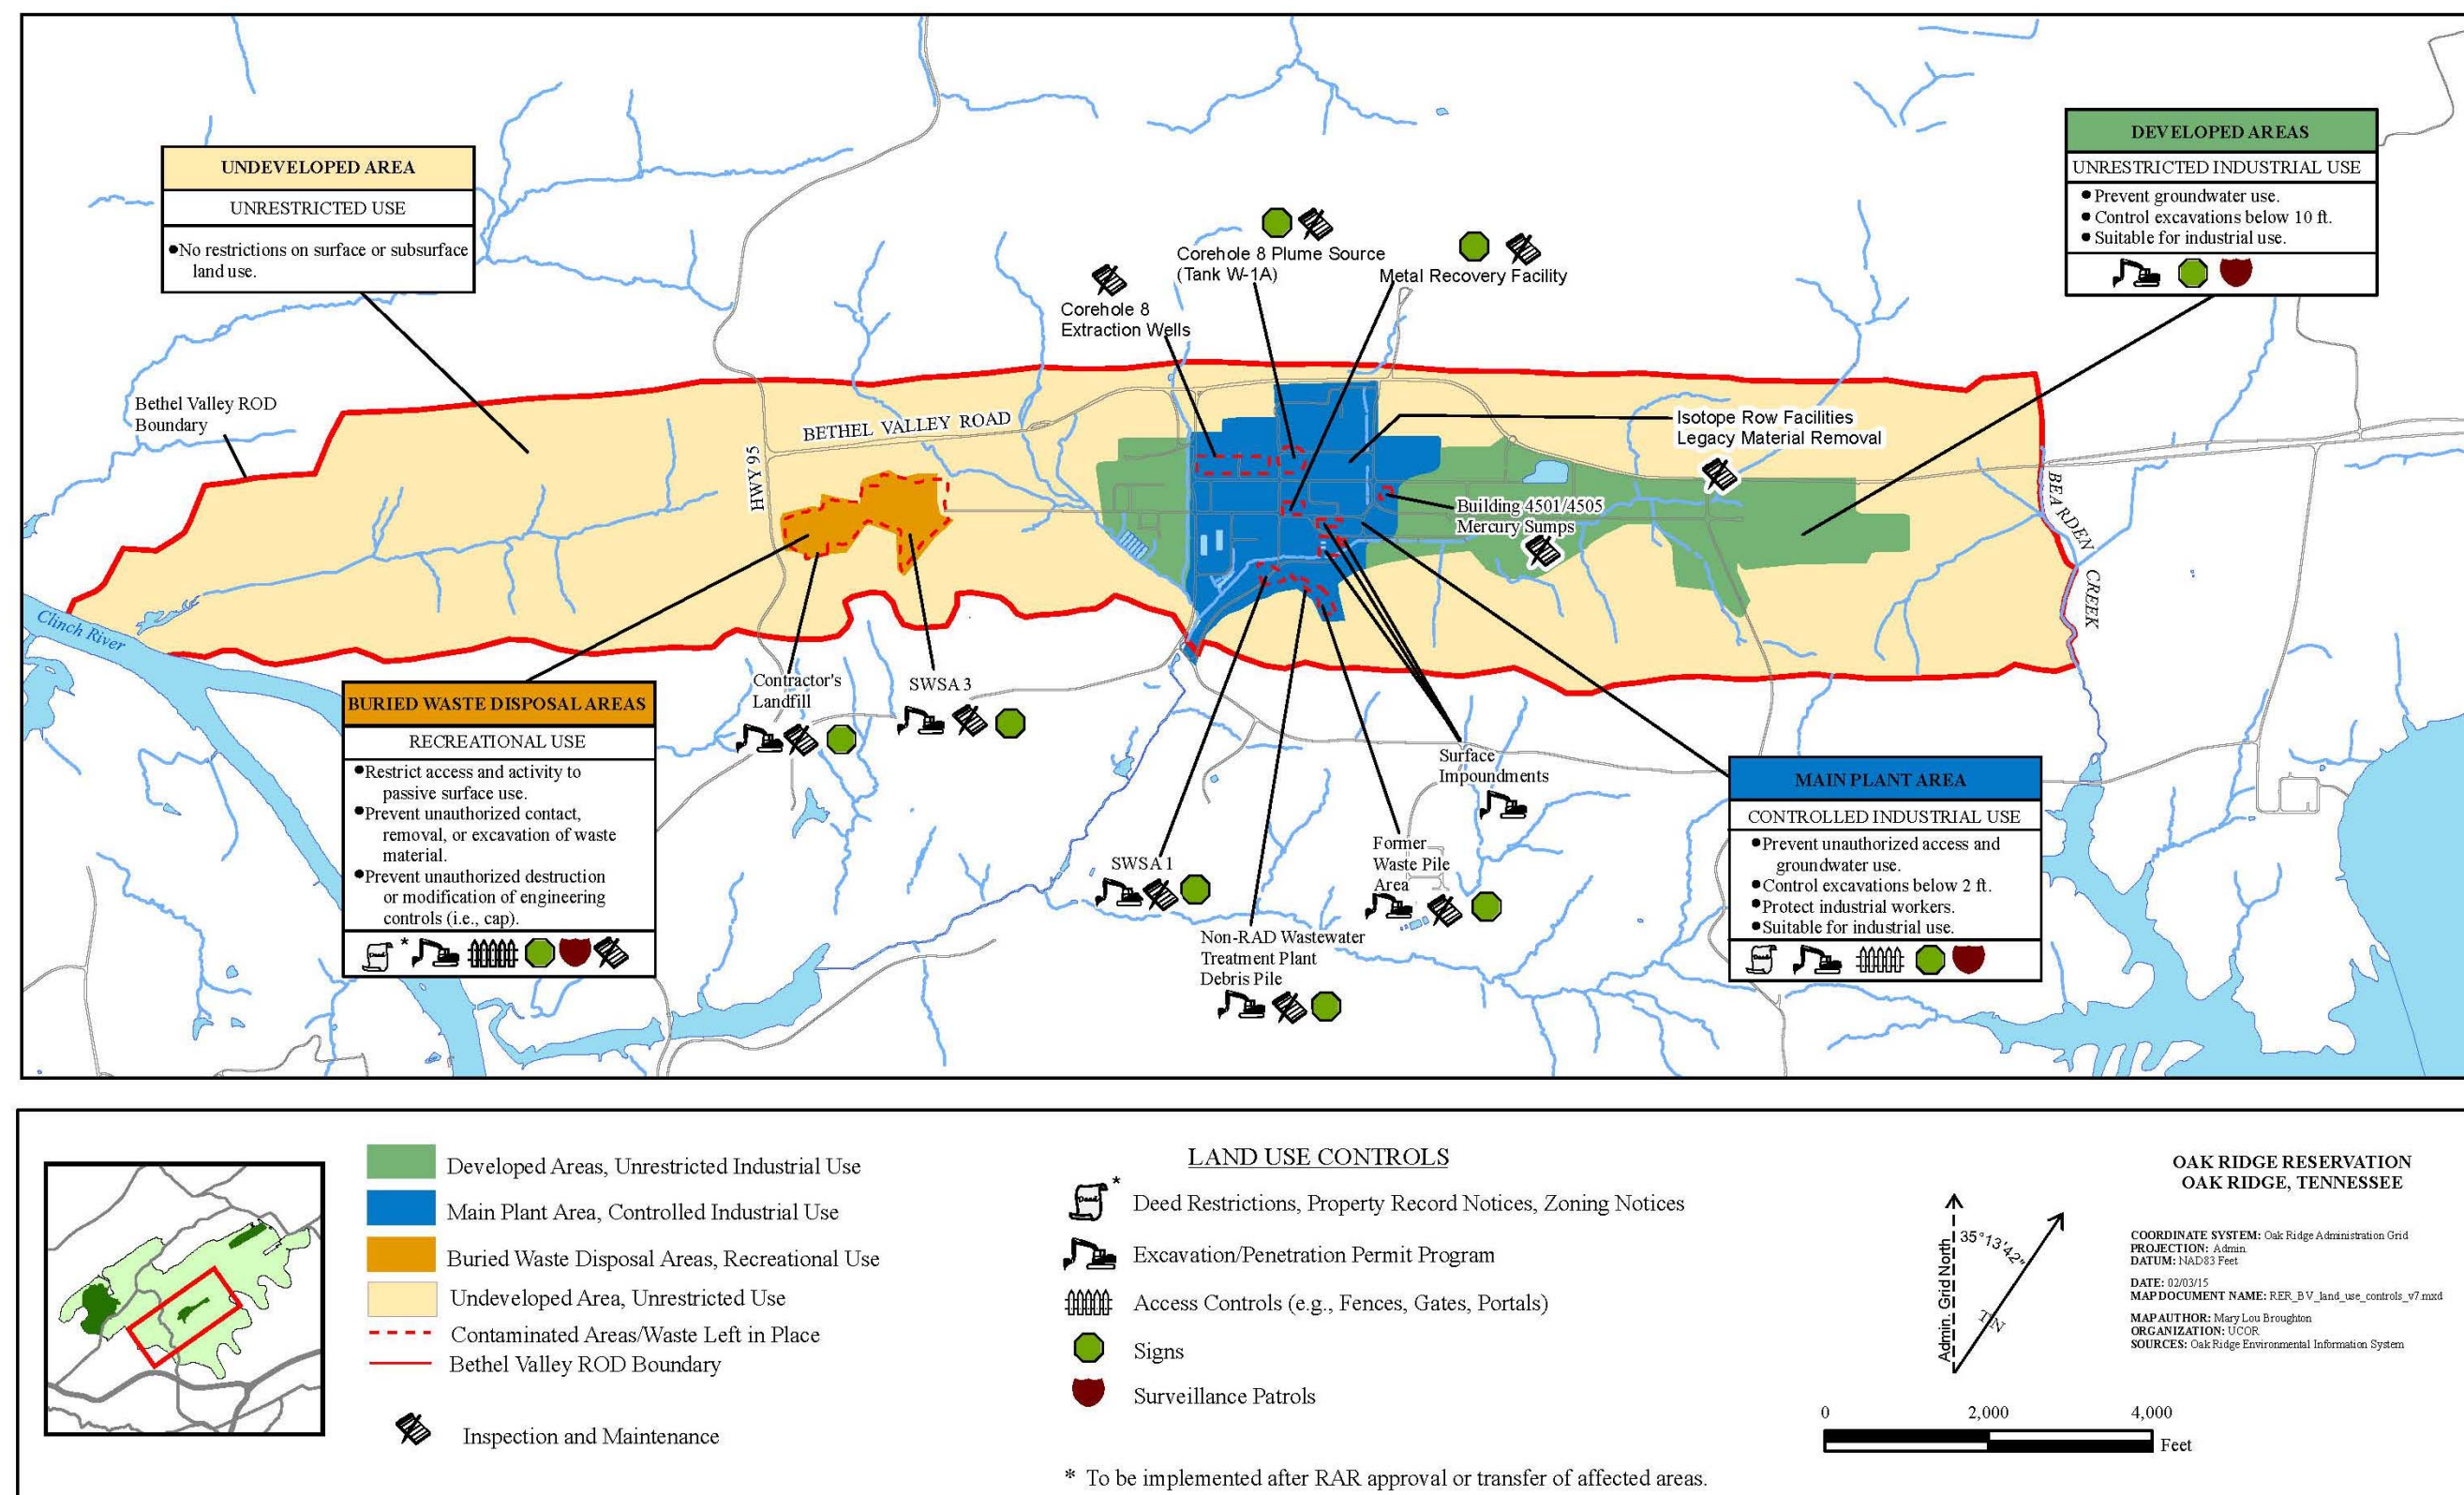 UNDEVELOPED AREA
UNRESTRICTED USE
●No restrictions on surface or subsurface
land use.
DEVELOPED AREAS
UNRESTRICTED INDUSTRIAL USE
● Prevent groundwater use.
● Control excavations below 10 ft.
● Suitable for industrial use.
Corehole 8 Plume Source
(Tank W-1A)
Metal Recovery Facility
Corehole 8
Extraction Wells
Bethel Valley ROD
Boundary
BETHEL VALLEY ROAD
HWY 95
Isotope Row Facilities
Legacy Material Removal
Building 4501/4505
Mercury Sumps
BEARDEN
CREEK
Clinch River
Contractor's
Landfill
SWSA 3
BURIED WASTE DISPOSAL AREAS
RECREATIONAL USE
●Restrict access and activity to
passive surface use.
●Prevent unauthorized contact,
removal, or excavation of waste
material.
●Prevent unauthorized destruction
or modification of engineering
controls (i.e., cap).
Deed
*
Surface
Impoundments
SWSA 1
Former
Waste Pile
Area
Non-RAD Wastewater
Treatment Plant
Debris Pile
MAIN PLANT AREA
CONTROLLED INDUSTRIAL USE
● Prevent unauthorized access and
groundwater use.
● Control excavations below 2 ft.
● Protect industrial workers.
● Suitable for industrial use.
Deed
Developed Areas, Unrestricted Industrial Use
Main Plant Area, Controlled Industrial Use
Buried Waste Disposal Areas, Recreational Use
Undeveloped Area, Unrestricted Use
Contaminated Areas/Waste Left in Place
Bethel Valley ROD Boundary
Inspection and Maintenance
LAND USE CONTROLS
Deed
*
Deed Restrictions, Property Record Notices, Zoning Notices
Excavation/Penetration Permit Program
Access Controls (e.g., Fences, Gates, Portals)
Signs
Surveillance Patrols
* To be implemented after RAR approval or transfer of affected areas.
Admin. Grid North
35°13'42"
TN
0 2,000 4,000
Feet
OAK RIDGE RESERVATION
OAK RIDGE, TENNESSEE
COORDINATE SYSTEM: Oak Ridge Administration Grid
PROJECTION: Admin
DATUM: NAD83 Feet
DATE: 02/03/15
MAP DOCUMENT NAME: RER_BV_land_use_controls_v7.mxd
MAP AUTHOR: Mary Lou Broughton
ORGANIZATION: UCOR
SOURCES: Oak Ridge Environmental Information System